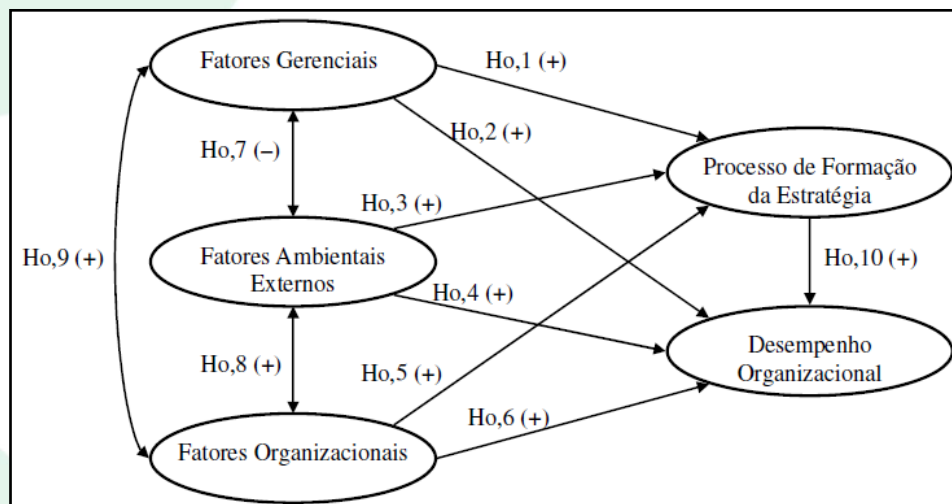 Fatores Gerenciais
Ho,1 (+)
Ho,2 (+)
Ho,7 (–)
Processo de Formação
da Estratégia
Ho,3 (+)
Ho,9 (+)
Fatores Ambientais
Externos
Ho,10 (+)
Ho,4 (+)
Ho,8 (+)
Ho,5 (+)
Desempenho
Organizacional
Ho,6 (+)
Fatores Organizacionais